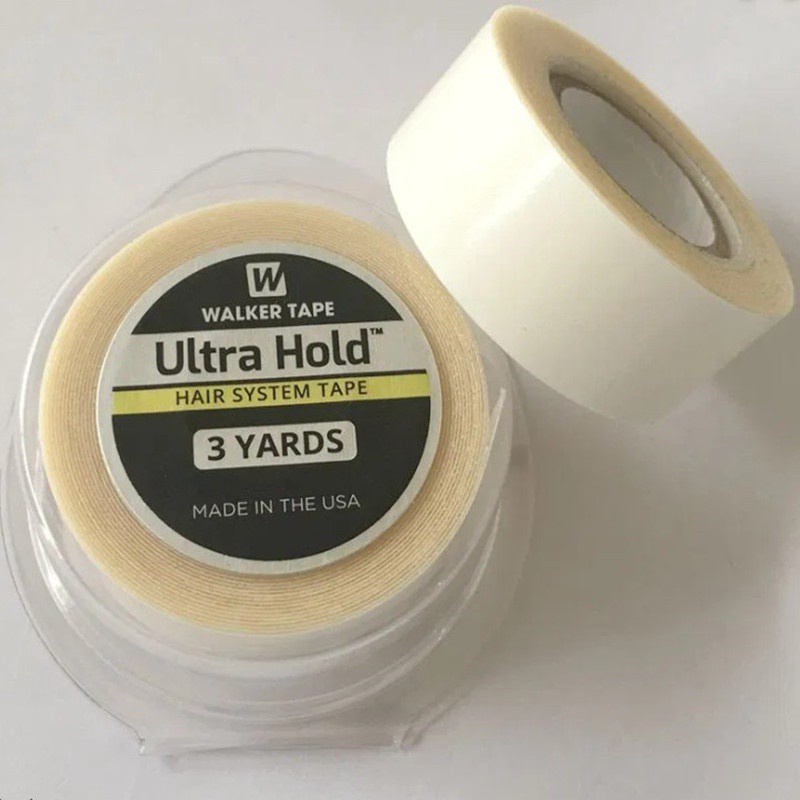 W
WALKER TAPE
Ultra Hold™
HAIR SYSTEM TAPE
3 YARDS
MADE IN THE USA